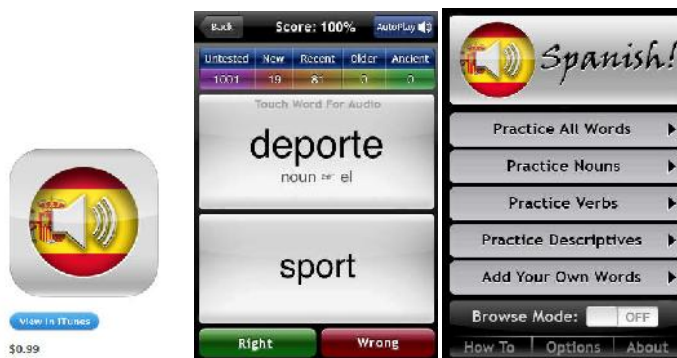 View In iTunes
$0.99
Back Score: 100% AutoPlay
Untested New Recent Older Ancient
1001 19 81 0 0
Touch Word For Audio
deporte
noun el
sport
Right Wrong
Spanish!
Practice All Words
Practice Nouns
Practice Verbs
Practice Descriptives
Add Your Own Words
Browse Mode: OFF
How To Options About